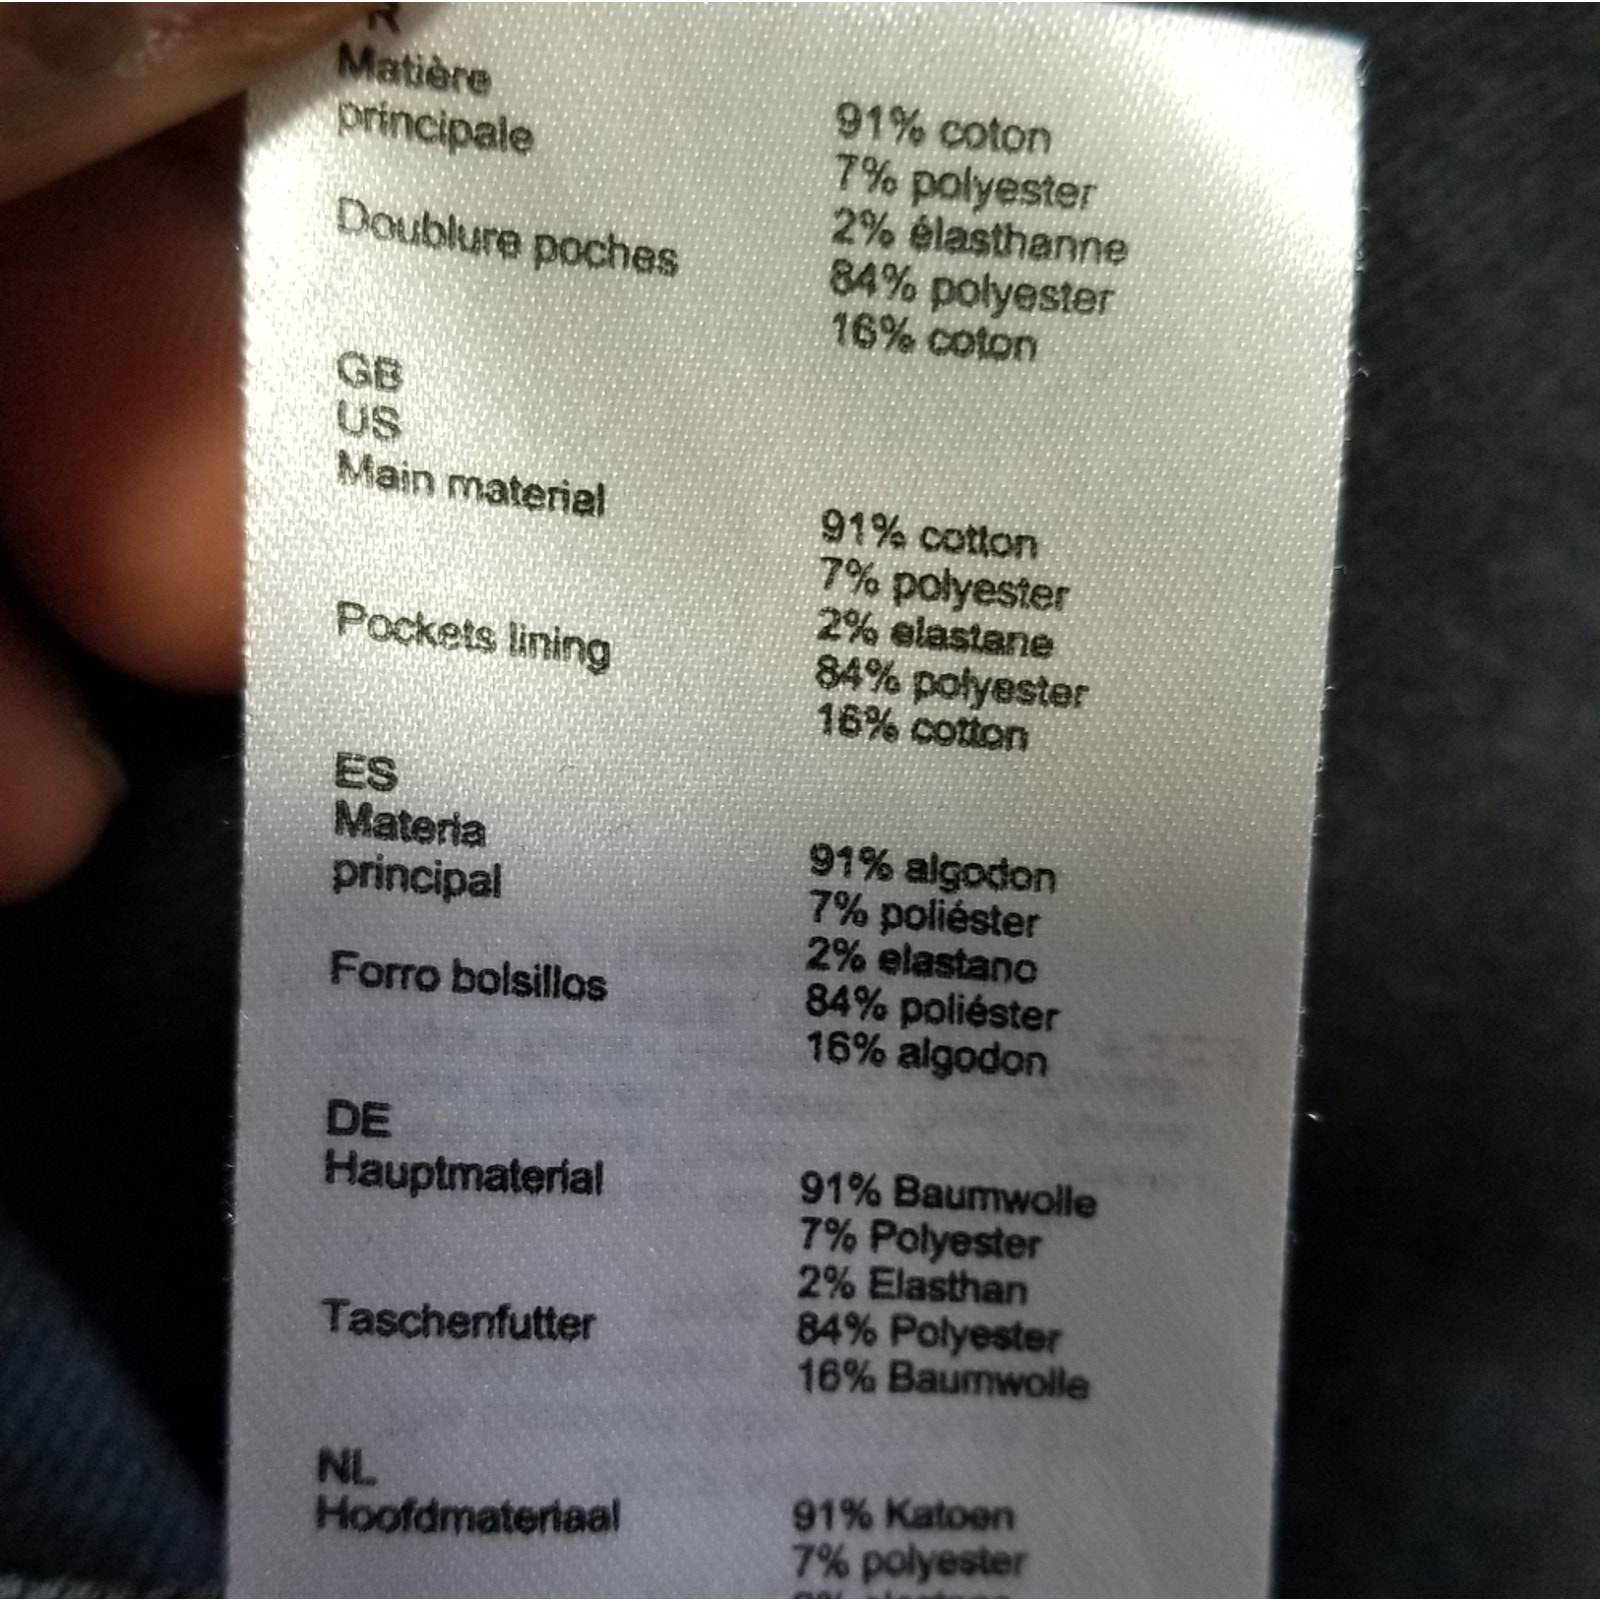 R
Matière
principale
91% coton
7% polyester
2% élasthanne
Doublure poches
84% polyester
16% coton
GB
US
Main material
91% cotton
7% polyester
2% elastane
Pockets lining
84% polyester
16% cotton
ES
Materia
principal
91% algodon
7% poliéster
2% elastano
Forro bolsillos
84% poliéster
16% algodon
DE
Hauptmaterial
91% Baumwolle
7% Polyester
2% Elasthan
Taschenfutter
84% Polyester
16% Baumwolle
NL
Hoofdmateriaal
91% Katoen
7% polyester